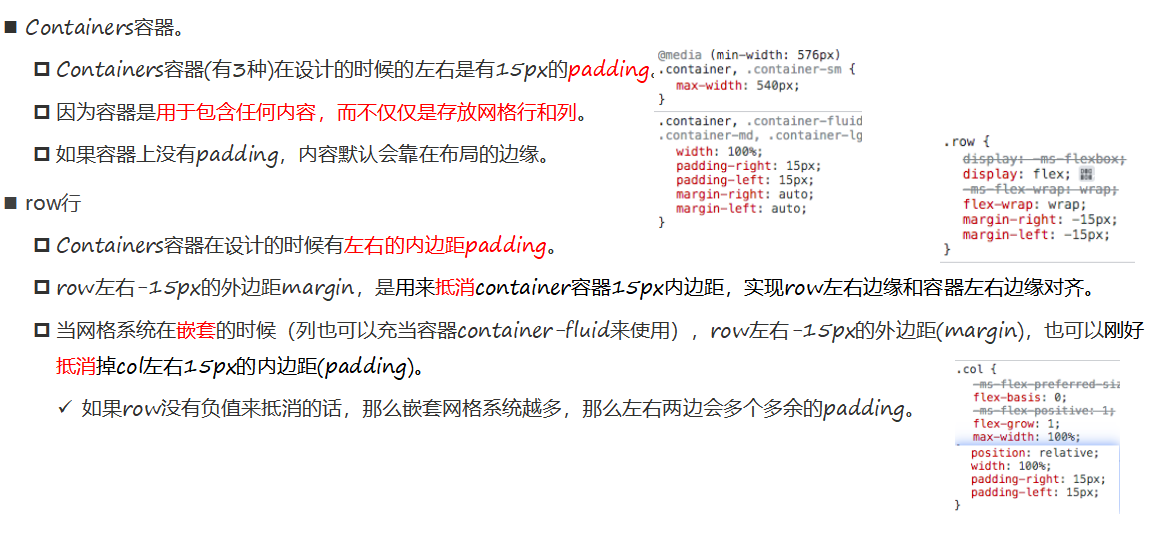 Containers容器。
Containers容器(有3种)在设计的时候的左右是有15px的padding。
因为容器是用于包含任何内容，而不仅仅是存放网格行和列。
如果容器上没有padding，内容默认会靠在布局的边缘。
@media (min-width: 576px)
.container, .container-sm {
max-width: 540px;
}
.container, .container-fluid
.container-md, .container-lg
width: 100%;
padding-right: 15px;
padding-left: 15px;
margin-right: auto;
margin-left: auto;
}
.row {
display: -ms-flexbox;
display: flex;
-ms-flex-wrap: wrap;
flex-wrap: wrap;
margin-right: -15px;
margin-left: -15px;
}
row行
Containers容器在设计的时候有左右的内边距padding。
row左右-15px的外边距margin，是用来抵消container容器15px内边距，实现row左右边缘和容器左右边缘对齐。
当网格系统在嵌套的时候（列也可以充当容器container-fluid来使用），row左右-15px的外边距(margin)，也可以刚好
抵消掉col左右15px的内边距(padding)。
✓ 如果row没有负值来抵消的话，那么嵌套网格系统越多，那么左右两边会多个多余的padding。
.col {
-ms-flex-preferred-siz
flex-basis: 0;
-ms-flex-positive: 1;
flex-grow: 1;
max-width: 100%;
position: relative;
width: 100%;
padding-right: 15px;
padding-left: 15px;
}